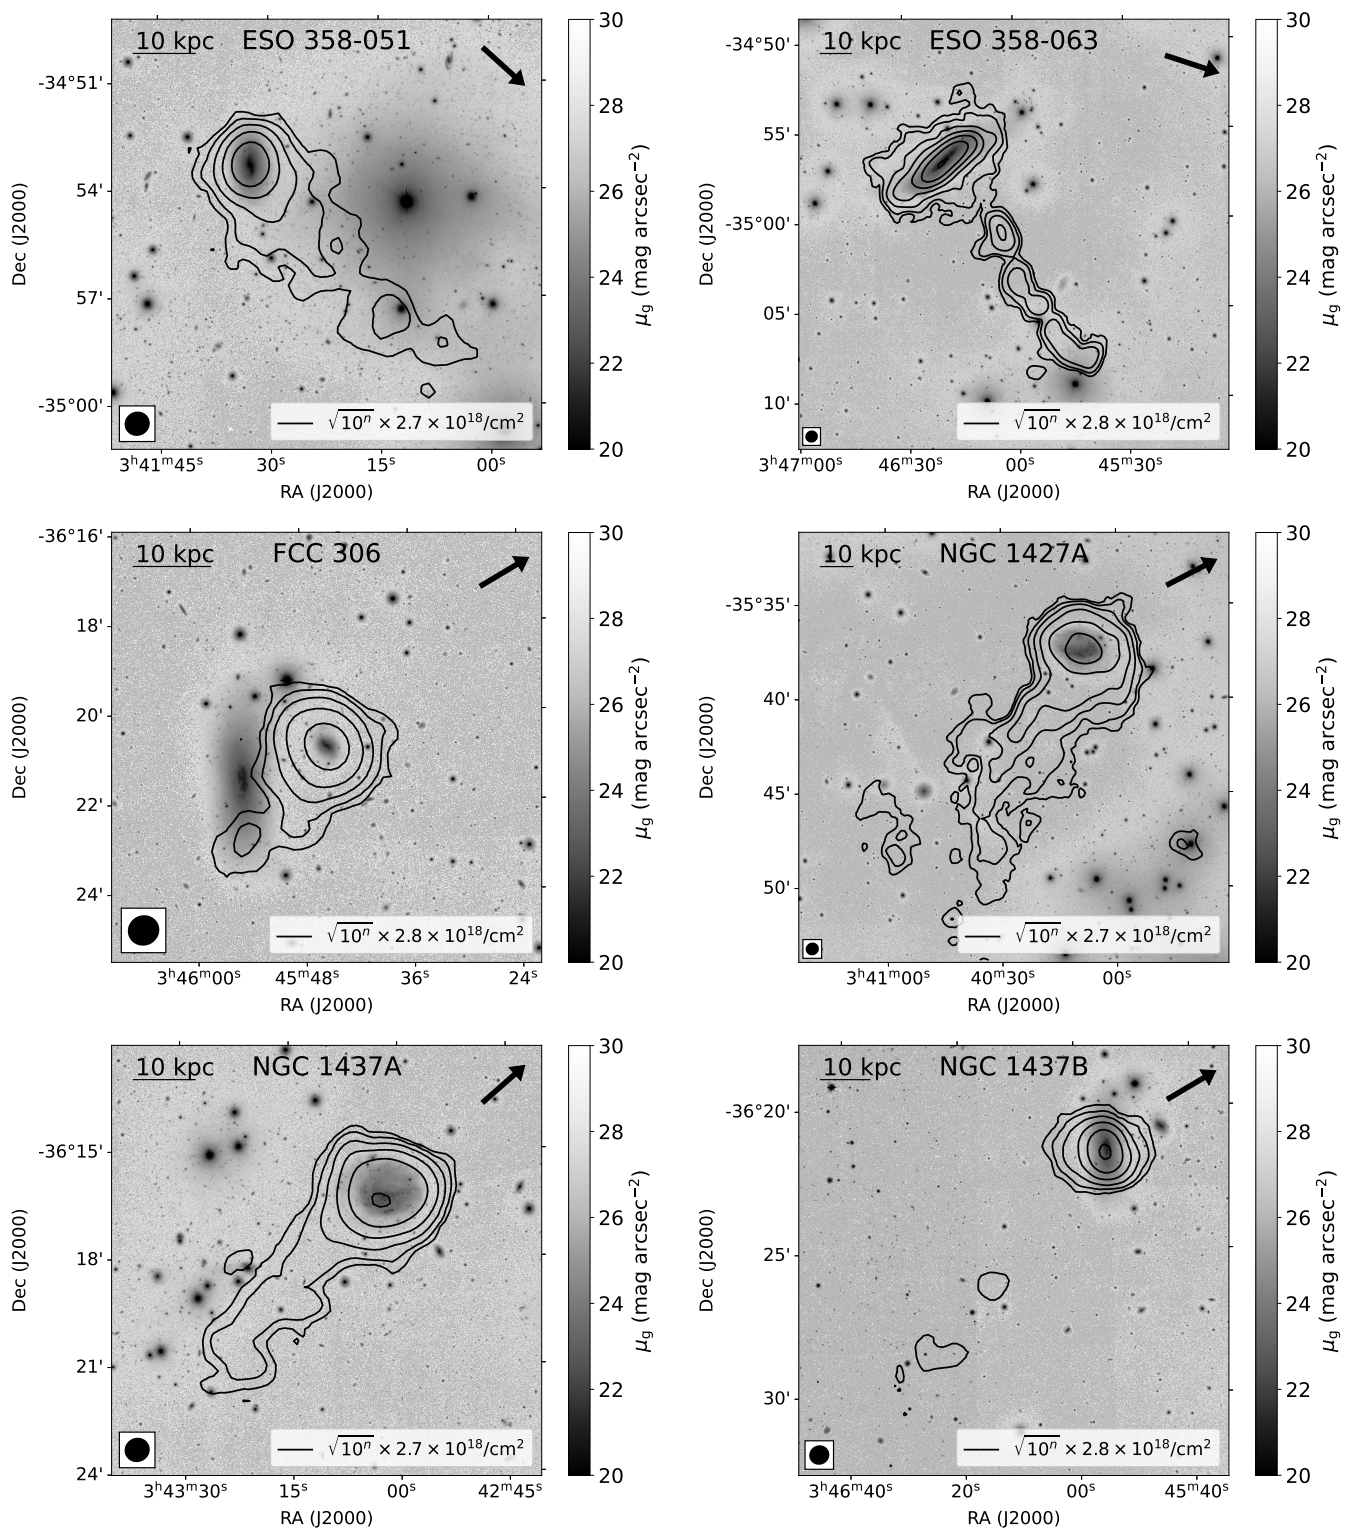 10 kpc ESO 358-051
-34°51'
54'
57'
-35°00'
Dec (J2000)
3ʰ41ᵐ45ˢ 30ˢ 15ˢ 00ˢ
RA (J2000)
√10ⁿ × 2.7 × 10¹⁸/cm²
30
28
26
24
22
20
μg (mag arcsec⁻²)
10 kpc ESO 358-063
-34°50'
55'
-35°00'
05'
10'
Dec (J2000)
3ʰ47ᵐ00ˢ 46ᵐ30ˢ 00ˢ 45ᵐ30ˢ
RA (J2000)
√10ⁿ × 2.8 × 10¹⁸/cm²
30
28
26
24
22
20
μg (mag arcsec⁻²)
10 kpc FCC 306
-36°16'
18'
20'
22'
24'
Dec (J2000)
3ʰ46ᵐ00ˢ 45ᵐ48ˢ 36ˢ 24ˢ
RA (J2000)
√10ⁿ × 2.8 × 10¹⁸/cm²
30
28
26
24
22
20
μg (mag arcsec⁻²)
10 kpc NGC 1427A
-35°35'
40'
45'
50'
Dec (J2000)
3ʰ41ᵐ00ˢ 40ᵐ30ˢ 00ˢ
RA (J2000)
√10ⁿ × 2.7 × 10¹⁸/cm²
30
28
26
24
22
20
μg (mag arcsec⁻²)
10 kpc NGC 1437A
-36°15'
18'
21'
24'
Dec (J2000)
3ʰ43ᵐ30ˢ 15ˢ 00ˢ 42ᵐ45ˢ
RA (J2000)
√10ⁿ × 2.7 × 10¹⁸/cm²
30
28
26
24
22
20
μg (mag arcsec⁻²)
10 kpc NGC 1437B
-36°20'
25'
30'
Dec (J2000)
3ʰ46ᵐ40ˢ 20ˢ 00ˢ 45ᵐ40ˢ
RA (J2000)
√10ⁿ × 2.8 × 10¹⁸/cm²
30
28
26
24
22
20
μg (mag arcsec⁻²)